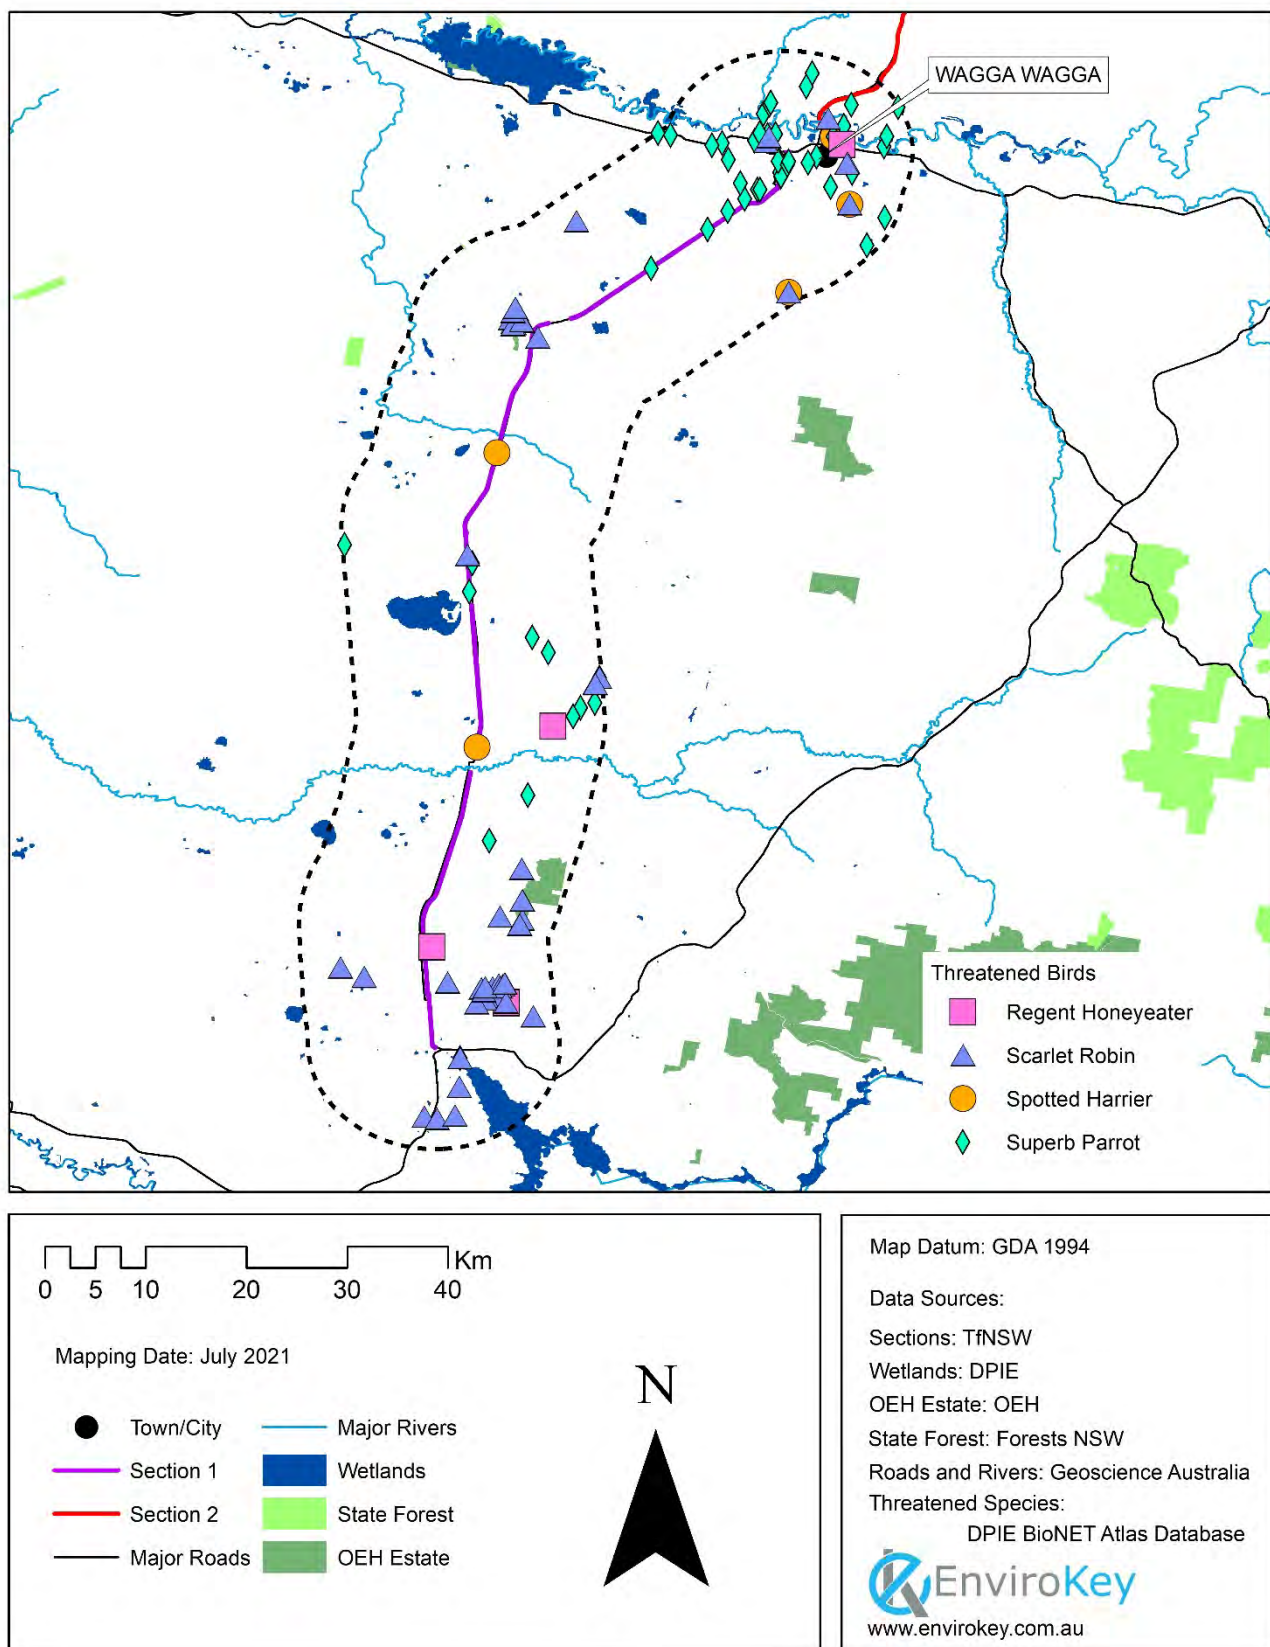 WAGGA WAGGA
Threatened Birds
Regent Honeyeater
Scarlet Robin
Spotted Harrier
Superb Parrot
Km
0 5 10 20 30 40
Mapping Date: July 2021
Town/City
Section 1
Section 2
Major Roads
Major Rivers
Wetlands
State Forest
OEH Estate
N
Map Datum: GDA 1994
Data Sources:
Sections: TfNSW
Wetlands: DPIE
OEH Estate: OEH
State Forest: Forests NSW
Roads and Rivers: Geoscience Australia
Threatened Species:
DPIE BioNET Atlas Database
EnviroKey
www.envirokey.com.au